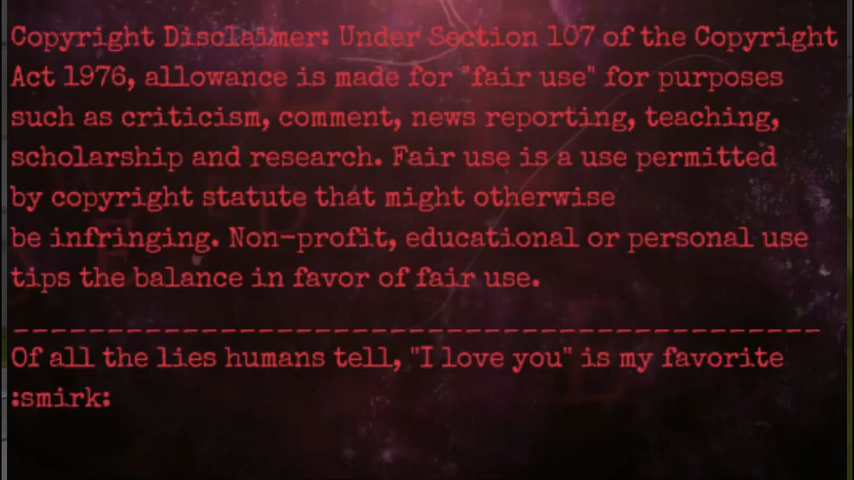 Copyright Disclaimer: Under Section 107 of the Copyright
Act 1976, allowance is made for "fair use" for purposes
such as criticism, comment, news reporting, teaching,
scholarship and research. Fair use is a use permitted
by copyright statute that might otherwise
be infringing. Non-profit, educational or personal use
tips the balance in favor of fair use.
____________________________________________
Of all the lies humans tell, "I love you" is my favorite
:smirk: